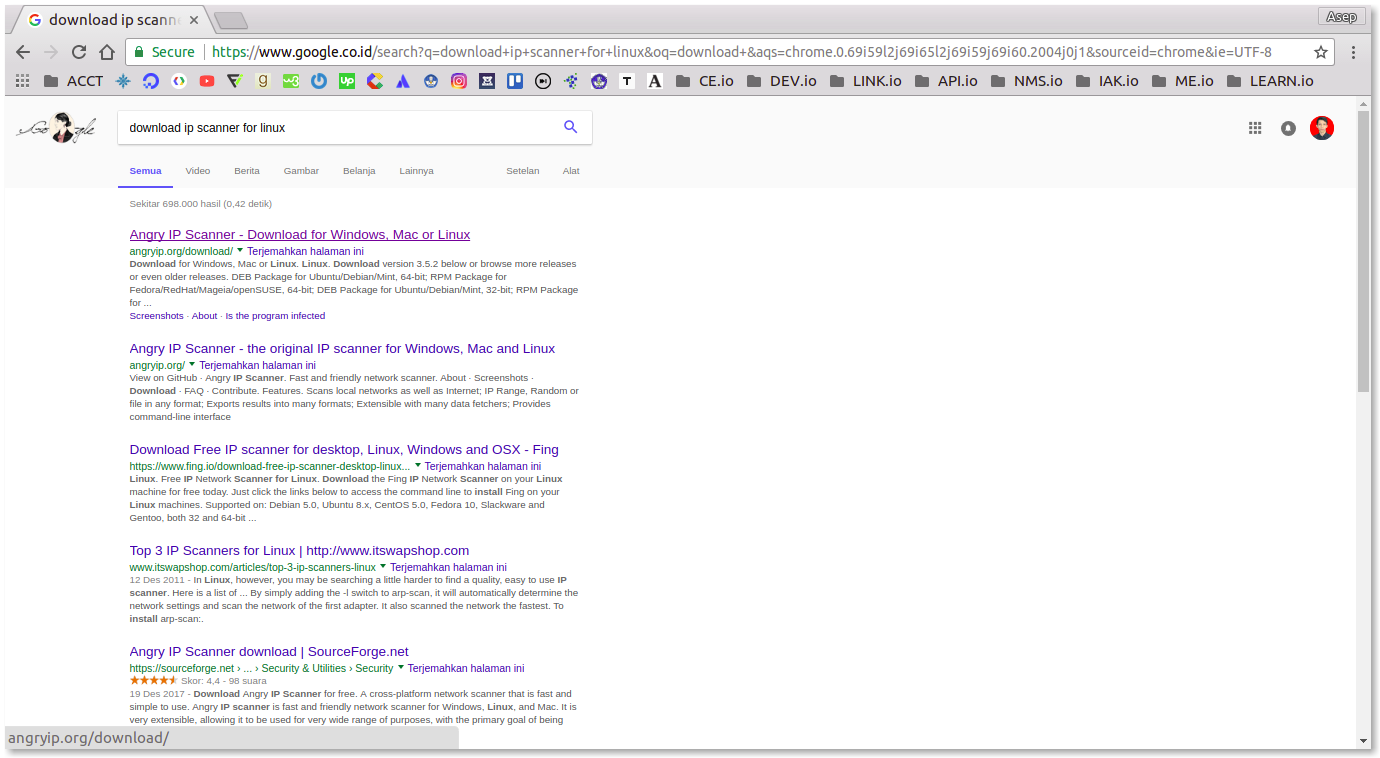 download ip scann
Asep
Secure https://www.google.co.id/search?q=download+ip+scanner+for+linux&oq=download+&aqs=chrome.0.69i59l2j69i65l2j69i59j69i60.2004j0j1&sourceid=chrome&ie=UTF-8
ACCT CE.io DEV.io LINK.io API.io NMS.io IAK.io ME.io LEARN.io
download ip scanner for linux
Semua Video Berita Gambar Belanja Lainnya Setelan Alat
Sekitar 698.000 hasil (0,42 detik)
Angry IP Scanner - Download for Windows, Mac or Linux
angryip.org/download/ Terjemahkan halaman ini
Download for Windows, Mac or Linux. Linux. Download version 3.5.2 below or browse more releases
or even older releases. DEB Package for Ubuntu/Debian/Mint, 64-bit; RPM Package for
Fedora/RedHat/Mageia/openSUSE, 64-bit; DEB Package for Ubuntu/Debian/Mint, 32-bit; RPM Package
for ...
Screenshots · About · Is the program infected
Angry IP Scanner - the original IP scanner for Windows, Mac and Linux
angryip.org/ Terjemahkan halaman ini
View on GitHub · Angry IP Scanner. Fast and friendly network scanner. About · Screenshots ·
Download · FAQ · Contribute. Features. Scans local networks as well as Internet; IP Range, Random or
file in any format; Exports results into many formats; Extensible with many data fetchers; Provides
command-line interface
Download Free IP scanner for desktop, Linux, Windows and OSX - Fing
https://www.fing.io/download-free-ip-scanner-desktop-linux... Terjemahkan halaman ini
Linux. Free IP Network Scanner for Linux. Download the Fing IP Network Scanner on your Linux
machine for free today. Just click the links below to access the command line to install Fing on your
Linux machines. Supported on: Debian 5.0, Ubuntu 8.x, CentOS 5.0, Fedora 10, Slackware and
Gentoo, both 32 and 64-bit ...
Top 3 IP Scanners for Linux | http://www.itswapshop.com
www.itswapshop.com/articles/top-3-ip-scanners-linux Terjemahkan halaman ini
12 Des 2011 - In Linux, however, you may be searching a little harder to find a quality, easy to use IP
scanner. Here is a list of ... By simply adding the -l switch to arp-scan, it will automatically determine the
network settings and scan the network of the first adapter. It also scanned the network the fastest. To
install arp-scan:.
Angry IP Scanner download | SourceForge.net
https://sourceforge.net › ... › Security & Utilities › Security Terjemahkan halaman ini
Skor: 4,4 - 98 suara
19 Des 2017 - Download Angry IP Scanner for free. A cross-platform network scanner that is fast and
simple to use. Angry IP scanner is fast and friendly network scanner for Windows, Linux, and Mac. It is
very extensible, allowing it to be used for very wide range of purposes, with the primary goal of being
angryip.org/download/